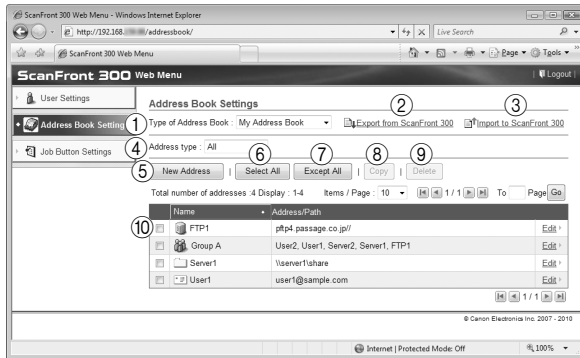 ScanFront 300 Web Menu - Windows Internet Explorer
http://192.168. /addressbook/
Live Search
ScanFront 300 Web Menu
Page Tools
ScanFront 300 Web Menu
Logout
User Settings
Address Book Setting
Job Button Settings
Address Book Settings
② ③
① Type of Address Book : My Address Book Export from ScanFront 300 Import to ScanFront 300
④ Address type : All
⑥ ⑦ ⑧ ⑨
⑤ New Address | Select All Except All | Copy | Delete
Total number of addresses :4 Display : 1-4 Items / Page : 10 1 / 1 To Page Go
Name Address/Path
⑩ FTP1 pftp4.passage.co.jp// Edit
Group A User2, User1, Server2, Server1, FTP1 Edit
Server1 \\server1\share Edit
User1 user1@sample.com Edit
1 / 1
© Canon Electronics Inc. 2007 - 2010
Internet | Protected Mode: Off 100%